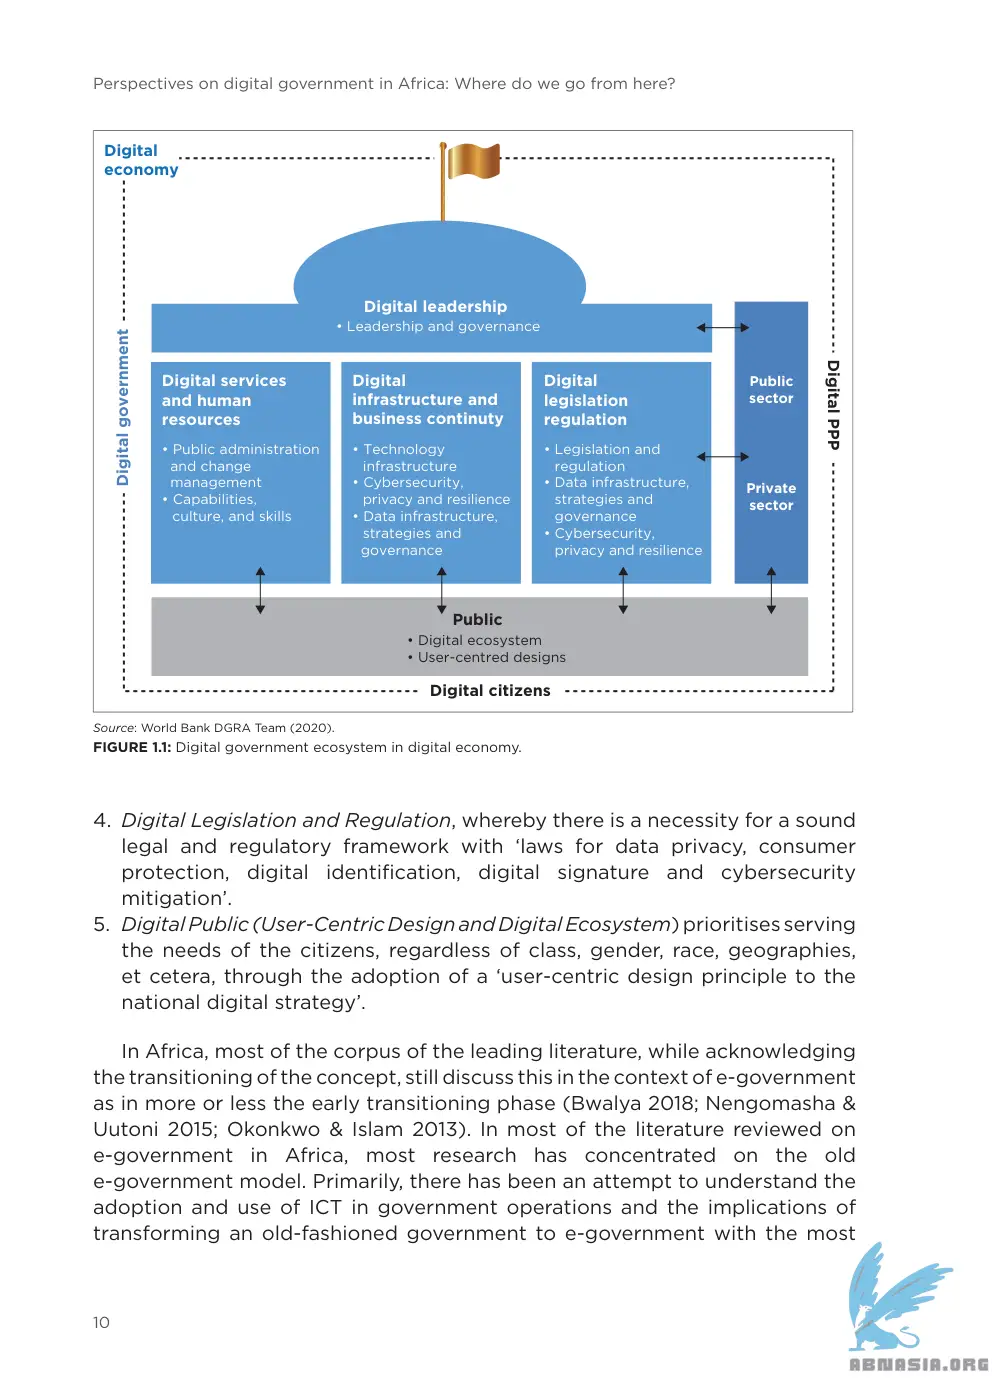 Perspectives on digital government in Africa: Where do we go from here?
Digital
economy
Digital government
Digital leadership
• Leadership and governance
Digital services
and human
resources
• Public administration
and change
management
• Capabilities,
culture, and skills
Digital
infrastructure and
business continuty
• Technology
infrastructure
• Cybersecurity,
privacy and resilience
• Data infrastructure,
strategies and
governance
Digital
legislation
regulation
• Legislation and
regulation
• Data infrastructure,
strategies and
governance
• Cybersecurity,
privacy and resilience
Public
sector
Private
sector
Digital PPP
Public
• Digital ecosystem
• User-centred designs
Digital citizens
Source: World Bank DGRA Team (2020).
FIGURE 1.1: Digital government ecosystem in digital economy.
4. Digital Legislation and Regulation, whereby there is a necessity for a sound
legal and regulatory framework with ‘laws for data privacy, consumer
protection, digital identification, digital signature and cybersecurity
mitigation’.
5. Digital Public (User-Centric Design and Digital Ecosystem) prioritises serving
the needs of the citizens, regardless of class, gender, race, geographies,
et cetera, through the adoption of a ‘user-centric design principle to the
national digital strategy’.
In Africa, most of the corpus of the leading literature, while acknowledging
the transitioning of the concept, still discuss this in the context of e-government
as in more or less the early transitioning phase (Bwalya 2018; Nengomasha &
Uutoni 2015; Okonkwo & Islam 2013). In most of the literature reviewed on
e-government in Africa, most research has concentrated on the old
e-government model. Primarily, there has been an attempt to understand the
adoption and use of ICT in government operations and the implications of
transforming an old-fashioned government to e-government with the most
10
ABNASIA.ORG